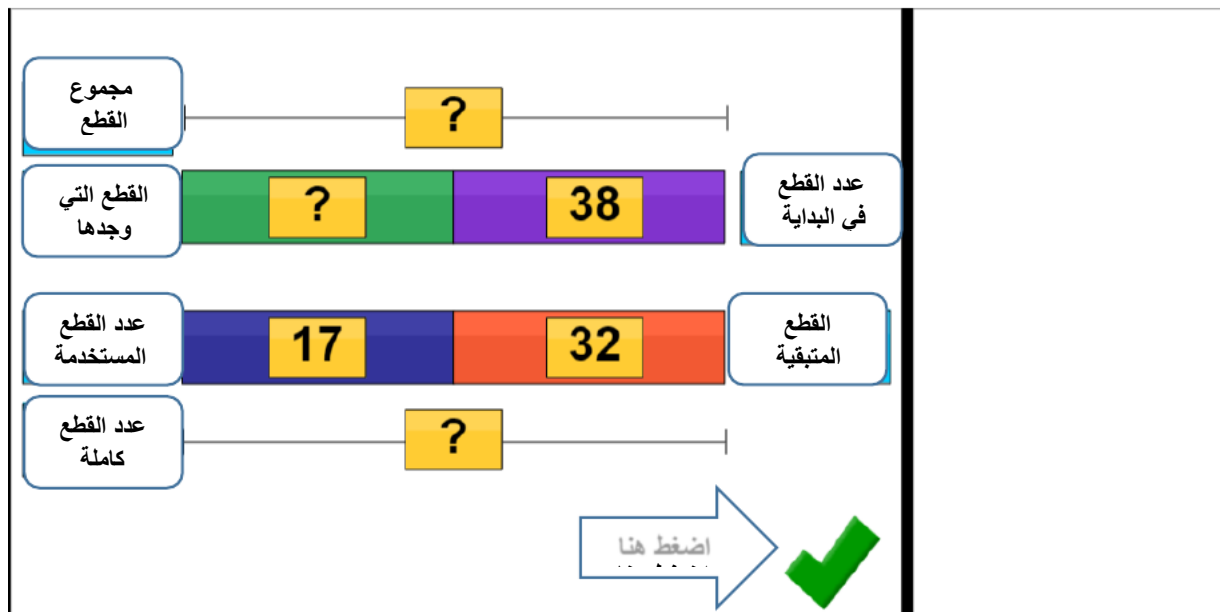 مجموع
القطع
?
القطع التي
وجدها
?
38
عدد القطع
في البداية
عدد القطع
المستخدمة
17
32
القطع
المتبقية
عدد القطع
كاملة
?
اضغط هنا